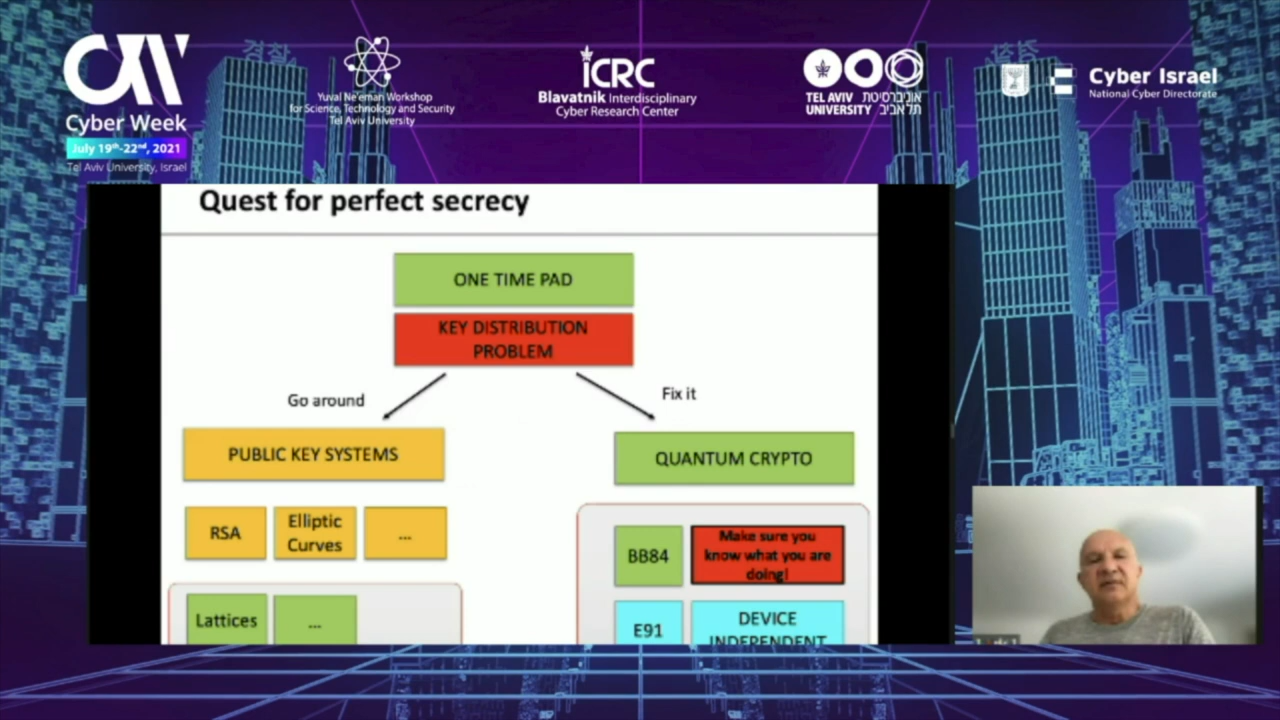 Cyber Week
July 19th-22nd, 2021
Tel Aviv University, Israel
Yuval Ne'eman Workshop
for Science, Technology and Security
Tel Aviv University
ICRC
Blavatnik Interdisciplinary
Cyber Research Center
TEL AVIV אוניברסיטת
UNIVERSITY תל אביב
Cyber Israel
National Cyber Directorate
Quest for perfect secrecy
ONE TIME PAD
KEY DISTRIBUTION
PROBLEM
Go around
Fix it
PUBLIC KEY SYSTEMS
QUANTUM CRYPTO
RSA
Elliptic
Curves
...
BB84
Make sure you
know what you are
doing!
Lattices
...
E91
DEVICE
INDEPENDENT